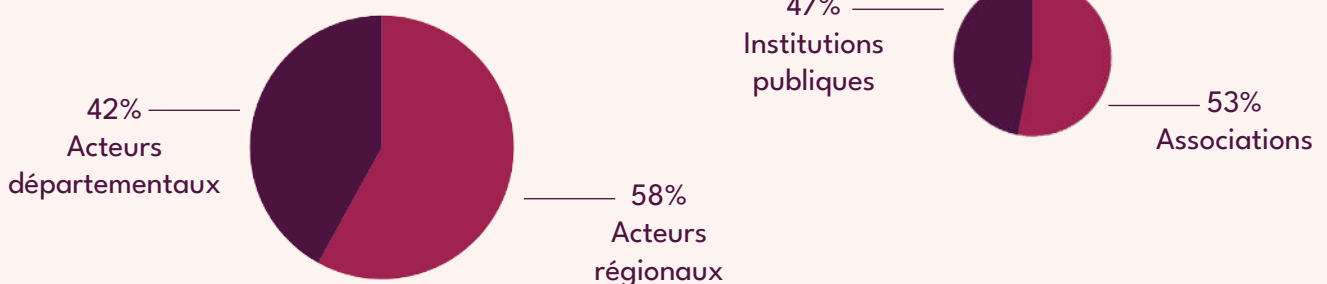 42%
Acteurs
départementaux
58%
Acteurs
régionaux
47%
Institutions
publiques
53%
Associations